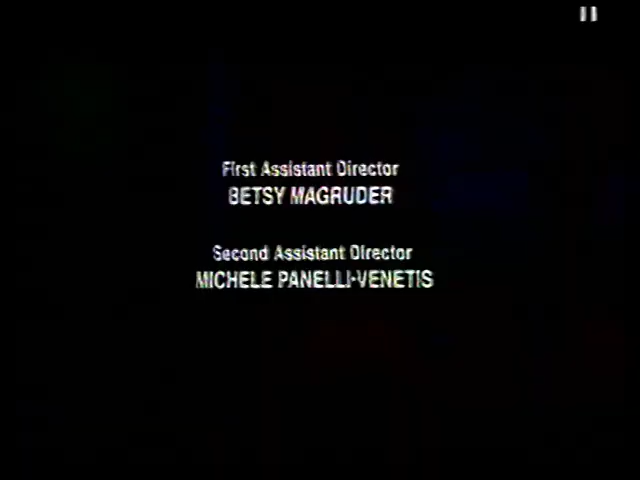 First Assistant Director
BETSY MAGRUDER
Second Assistant Director
MICHELE PANELLI-VENETIS